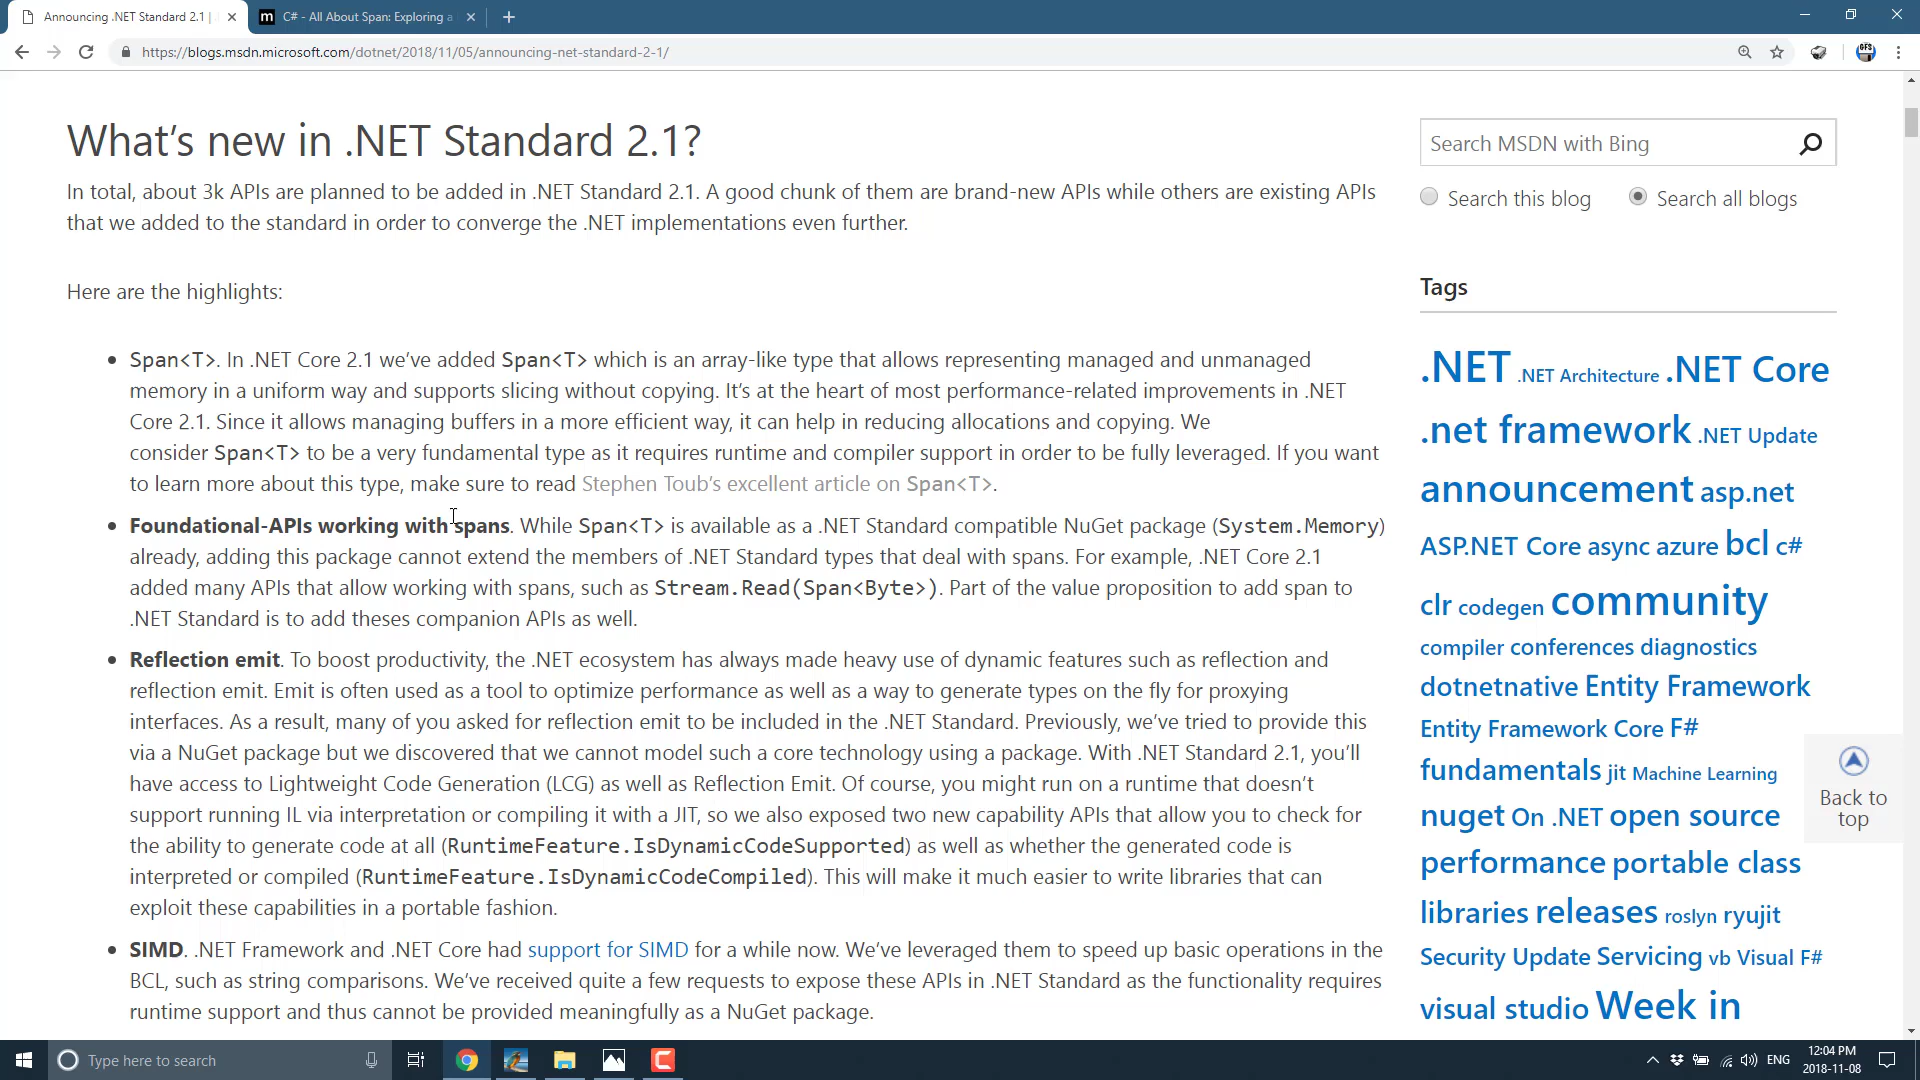 Announcing .NET Standard 2.1 |
C# - All About Span: Exploring a
https://blogs.msdn.microsoft.com/dotnet/2018/11/05/announcing-net-standard-2-1/
What's new in .NET Standard 2.1?
In total, about 3k APIs are planned to be added in .NET Standard 2.1. A good chunk of them are brand-new APIs while others are existing APIs
that we added to the standard in order to converge the .NET implementations even further.
Here are the highlights:
Span<T>. In .NET Core 2.1 we've added Span<T> which is an array-like type that allows representing managed and unmanaged
memory in a uniform way and supports slicing without copying. It's at the heart of most performance-related improvements in .NET
Core 2.1. Since it allows managing buffers in a more efficient way, it can help in reducing allocations and copying. We
consider Span<T> to be a very fundamental type as it requires runtime and compiler support in order to be fully leveraged. If you want
to learn more about this type, make sure to read Stephen Toub's excellent article on Span<T>.
Foundational-APIs working with spans. While Span<T> is available as a .NET Standard compatible NuGet package (System.Memory)
already, adding this package cannot extend the members of .NET Standard types that deal with spans. For example, .NET Core 2.1
added many APIs that allow working with spans, such as Stream.Read(Span<Byte>). Part of the value proposition to add span to
.NET Standard is to add theses companion APIs as well.
Reflection emit. To boost productivity, the .NET ecosystem has always made heavy use of dynamic features such as reflection and
reflection emit. Emit is often used as a tool to optimize performance as well as a way to generate types on the fly for proxying
interfaces. As a result, many of you asked for reflection emit to be included in the .NET Standard. Previously, we've tried to provide this
via a NuGet package but we discovered that we cannot model such a core technology using a package. With .NET Standard 2.1, you'll
have access to Lightweight Code Generation (LCG) as well as Reflection Emit. Of course, you might run on a runtime that doesn't
support running IL via interpretation or compiling it with a JIT, so we also exposed two new capability APIs that allow you to check for
the ability to generate code at all (RuntimeFeature.IsDynamicCodeSupported) as well as whether the generated code is
interpreted or compiled (RuntimeFeature.IsDynamicCodeCompiled). This will make it much easier to write libraries that can
exploit these capabilities in a portable fashion.
SIMD. .NET Framework and .NET Core had support for SIMD for a while now. We've leveraged them to speed up basic operations in the
BCL, such as string comparisons. We've received quite a few requests to expose these APIs in .NET Standard as the functionality requires
runtime support and thus cannot be provided meaningfully as a NuGet package.
Search MSDN with Bing
Search this blog
Search all blogs
Tags
.NET .NET Architecture .NET Core
.net framework .NET Update
announcement asp.net
ASP.NET Core async azure bcl c#
clr codegen community
compiler conferences diagnostics
dotnetnative Entity Framework
Entity Framework Core F#
fundamentals jit Machine Learning
nuget On .NET open source
performance portable class
libraries releases roslyn ryujit
Security Update Servicing vb Visual F#
visual studio Week in
Back to
top
Type here to search
ENG
12:04 PM
2018-11-08